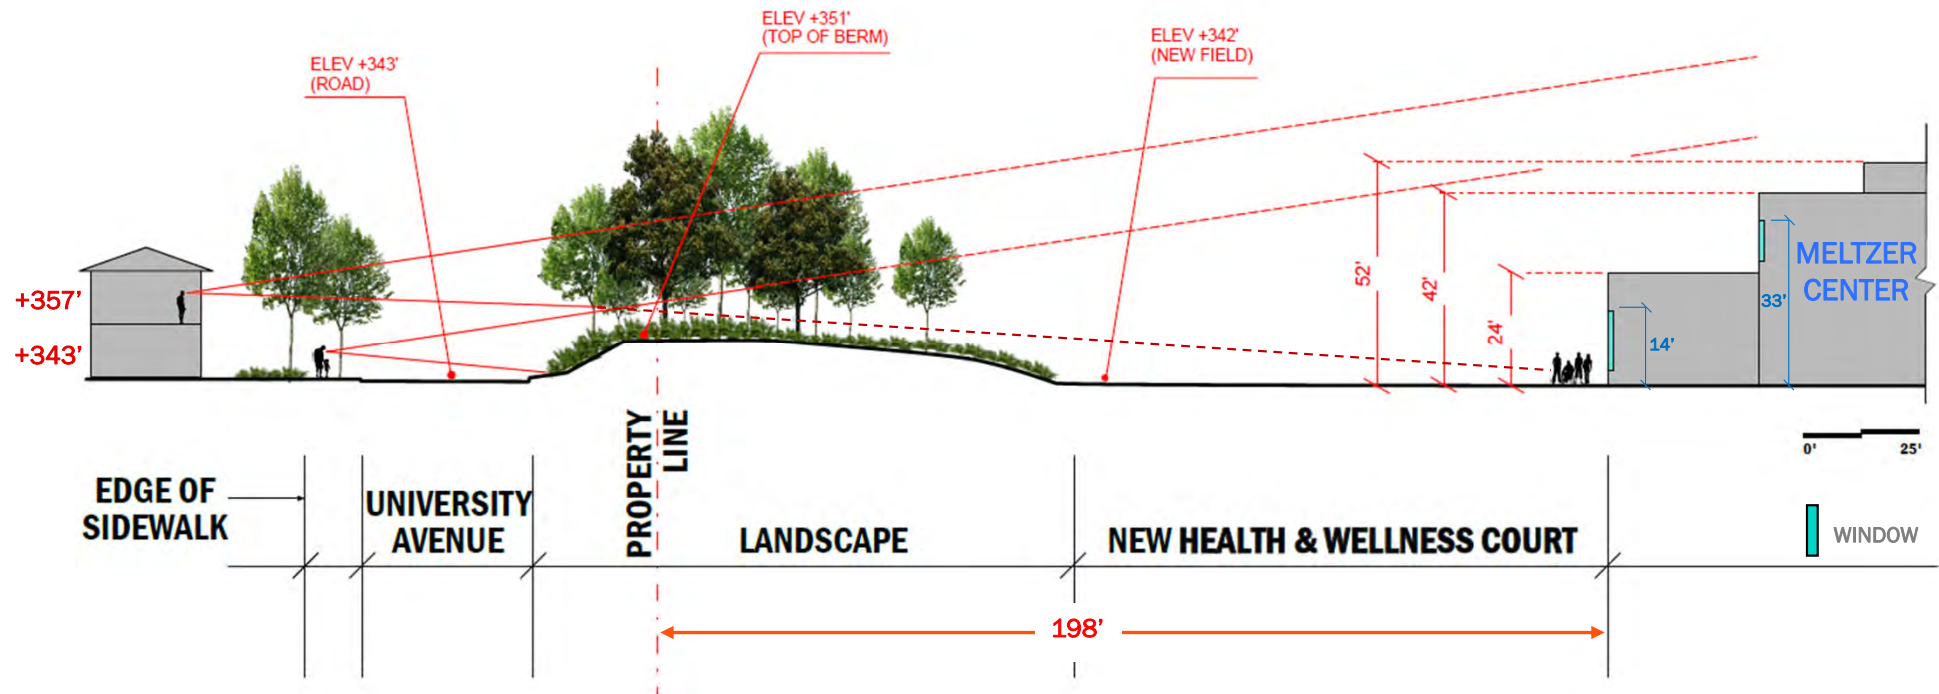 ELEV +351'
(TOP OF BERM)
ELEV +342'
(NEW FIELD)
ELEV +343'
(ROAD)
+357'
+343'
52'
42'
24'
14'
33'
MELTZER
CENTER
0' 25'
PROPERTY
LINE
EDGE OF
SIDEWALK
UNIVERSITY
AVENUE
LANDSCAPE
NEW HEALTH & WELLNESS COURT
WINDOW
198'